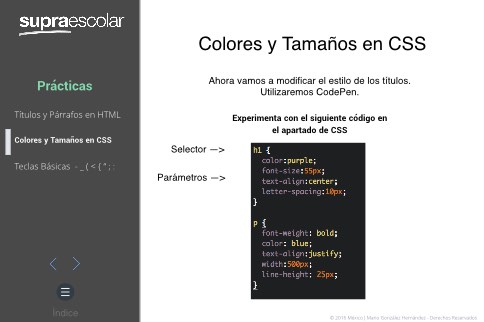 supraescolar
Prácticas
Títulos y Párrafos en HTML
Colores y Tamaños en CSS
Teclas Básicas - _ ( < { " ; :
Índice
Colores y Tamaños en CSS
Ahora vamos a modificar el estilo de los títulos.
Utilizaremos CodePen.
Experimenta con el siguiente código en
el apartado de CSS
Selector —>
Parámetros —>
h1 {
color:purple;
font-size:55px;
text-align:center;
letter-spacing:10px;
}
p {
font-weight: bold;
color: blue;
text-align:justify;
width:500px;
line-height: 25px;
}
© 2016 México | Mario González Hernández - Derechos Reservados